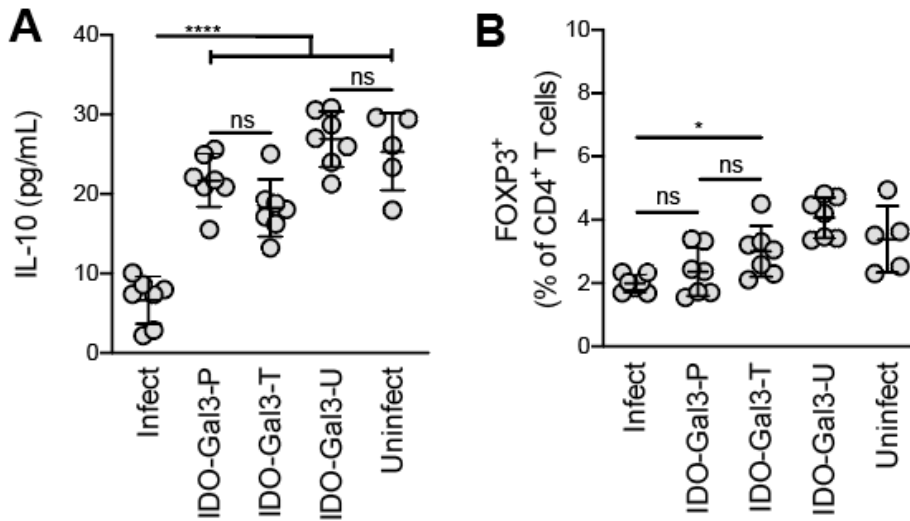 A
IL-10 (pg/mL)
40
30
20
10
0
****
ns
ns
Infect
IDO-Gal3-P
IDO-Gal3-T
IDO-Gal3-U
Uninfect
B
FOXP3+
(% of CD4+ T cells)
10
8
6
4
2
0
*
ns
ns
Infect
IDO-Gal3-P
IDO-Gal3-T
IDO-Gal3-U
Uninfect